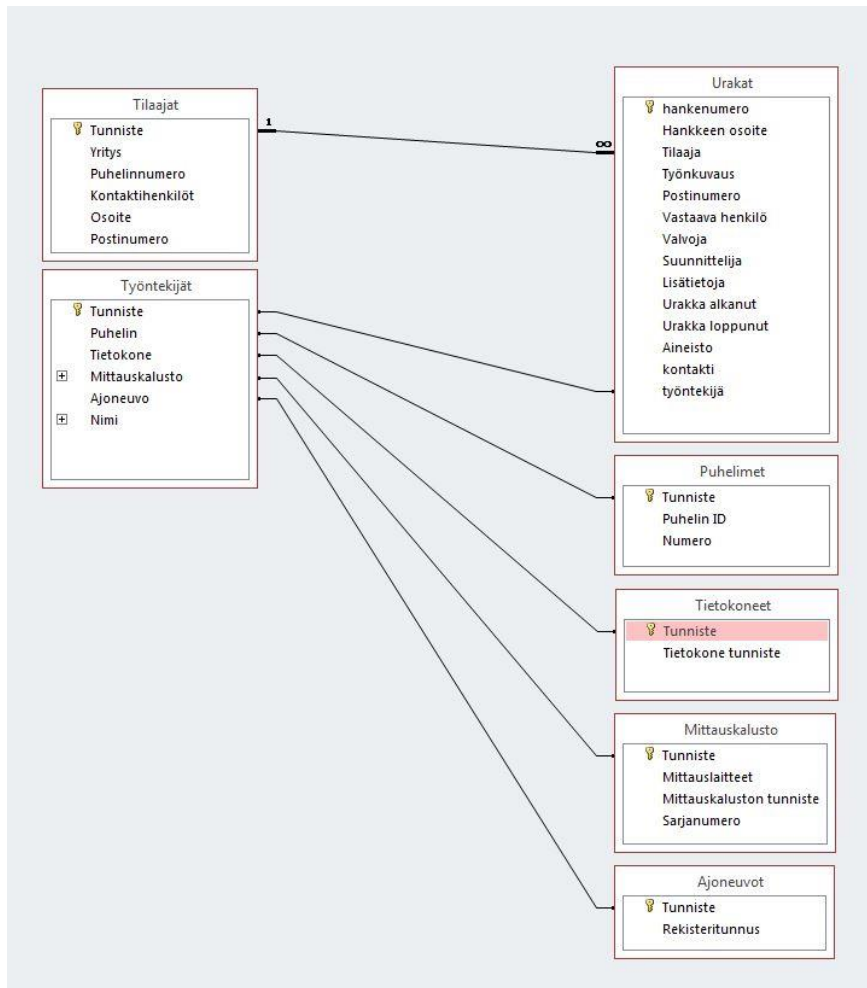 Tilaajat
Tunniste
Yritys
Puhelinnumero
Kontaktihenkilöt
Osoite
Postinumero
Työntekijät
Tunniste
Puhelin
Tietokone
Mittauskalusto
Ajoneuvo
Nimi
1
∞
Urakat
hankenumero
Hankkeen osoite
Tilaaja
Työnkuvaus
Postinumero
Vastaava henkilö
Valvoja
Suunnittelija
Lisätietoja
Urakka alkanut
Urakka loppunut
Aineisto
kontakti
työntekijä
Puhelimet
Tunniste
Puhelin ID
Numero
Tietokoneet
Tunniste
Tietokone tunniste
Mittauskalusto
Tunniste
Mittauslaitteet
Mittauskaluston tunniste
Sarjanumero
Ajoneuvot
Tunniste
Rekisteritunnus